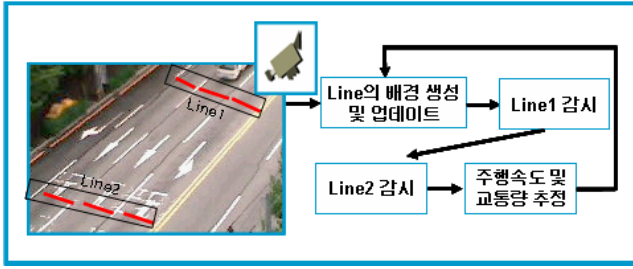 Line1
Line2
Line의 배경 생성
및 업데이트
Line1 감시
Line2 감시
주행속도 및
교통량 추정